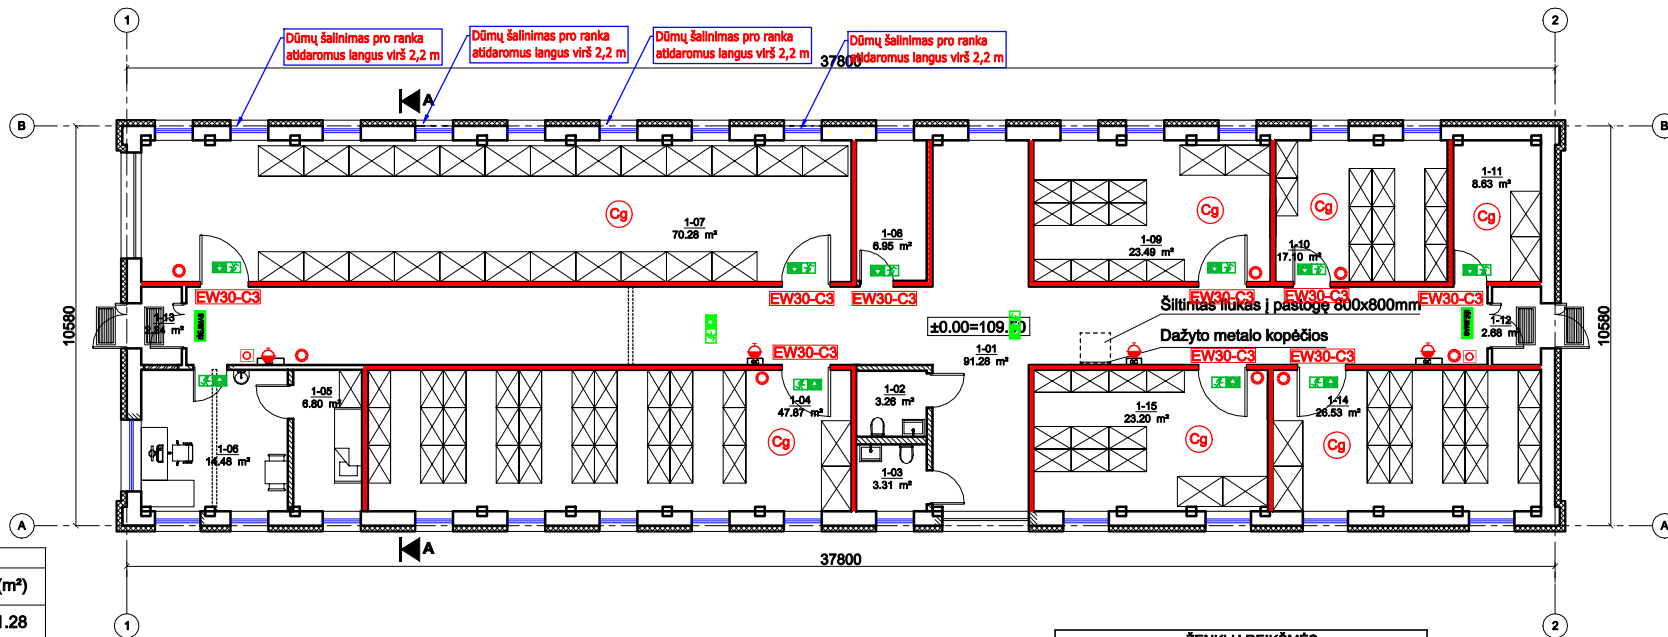 1
2
Dūmų šalinimas pro ranka
atidaromus langus virš 2,2 m
Dūmų šalinimas pro ranka
atidaromus langus virš 2,2 m
Dūmų šalinimas pro ranka
atidaromus langus virš 2,2 m
Dūmų šalinimas pro ranka
atidaromus langus virš 2,2 m
37800
A
B
B
1-07
70.28 m²
Cg
1-08
6.95 m²
1-09
23.49 m²
Cg
1-10
17.10 m²
Cg
1-11
8.63 m²
Cg
EW30-C3
EW30-C3
EW30-C3
EW30-C3
EW30-C3
EW30-C3
Šiltintas liukas į pastogę 800x800mm
10580
1-13
±0.00=109.
1-12
2.68 m²
10580
Dažyto metalo kopėčios
1-01
91.28 m²
EW30-C3
EW30-C3
EW30-C3
1-05
6.80 m²
1-04
47.87 m²
1-02
3.26 m²
1-15
23.20 m²
1-14
26.53 m²
1-06
14.48 m²
Cg
Cg
Cg
1-03
3.31 m²
A
A
A
37800
(m²)
.28
1
2
ŽENKLŲ REIKŠMĖS